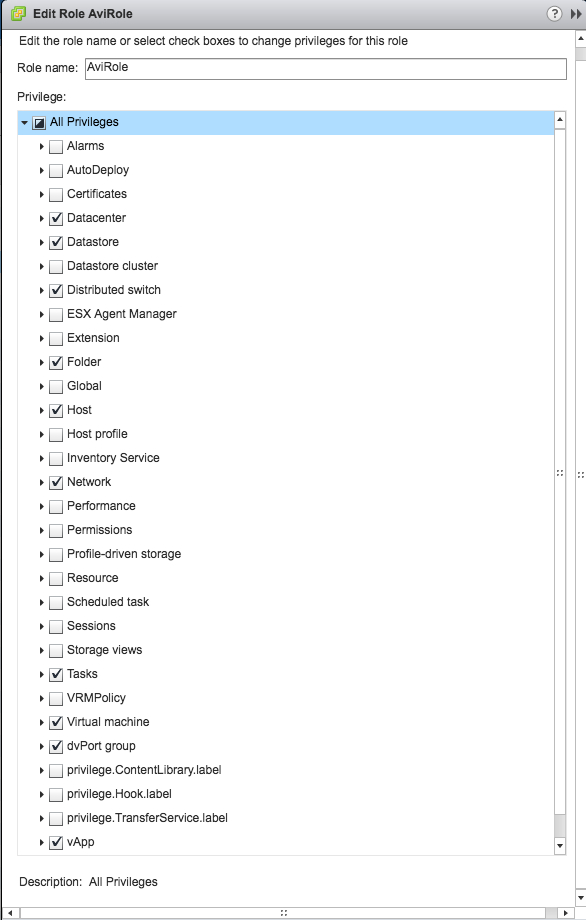 Edit Role AviRole
?
Edit the role name or select check boxes to change privileges for this role
Role name: AviRole
Privilege:
All Privileges
Alarms
AutoDeploy
Certificates
Datacenter
Datastore
Datastore cluster
Distributed switch
ESX Agent Manager
Extension
Folder
Global
Host
Host profile
Inventory Service
Network
Performance
Permissions
Profile-driven storage
Resource
Scheduled task
Sessions
Storage views
Tasks
VRMPolicy
Virtual machine
dvPort group
privilege.ContentLibrary.label
privilege.Hook.label
privilege.TransferService.label
vApp
Description: All Privileges